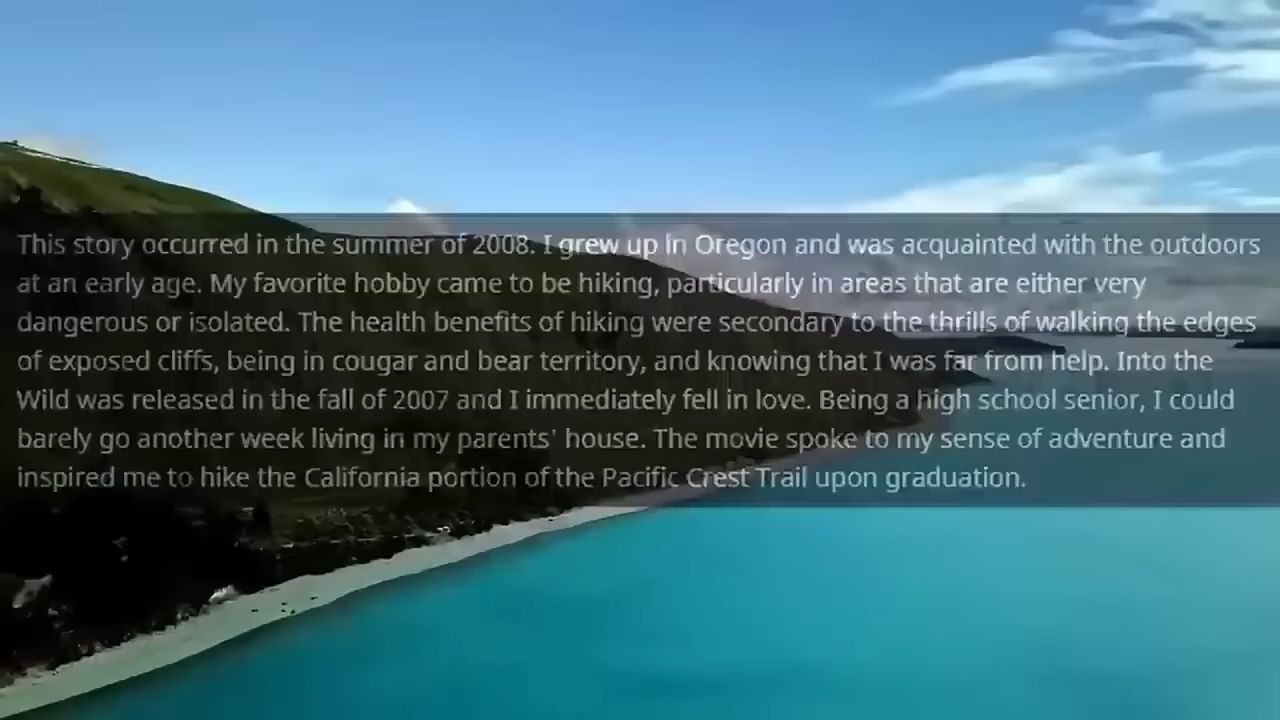 This story occurred in the summer of 2008. I grew up in Oregon and was acquainted with the outdoors
at an early age. My favorite hobby came to be hiking, particularly in areas that are either very
dangerous or isolated. The health benefits of hiking were secondary to the thrills of walking the edges
of exposed cliffs, being in cougar and bear territory, and knowing that I was far from help. Into the
Wild was released in the fall of 2007 and I immediately fell in love. Being a high school senior, I could
barely go another week living in my parents' house. The movie spoke to my sense of adventure and
inspired me to hike the California portion of the Pacific Crest Trail upon graduation.